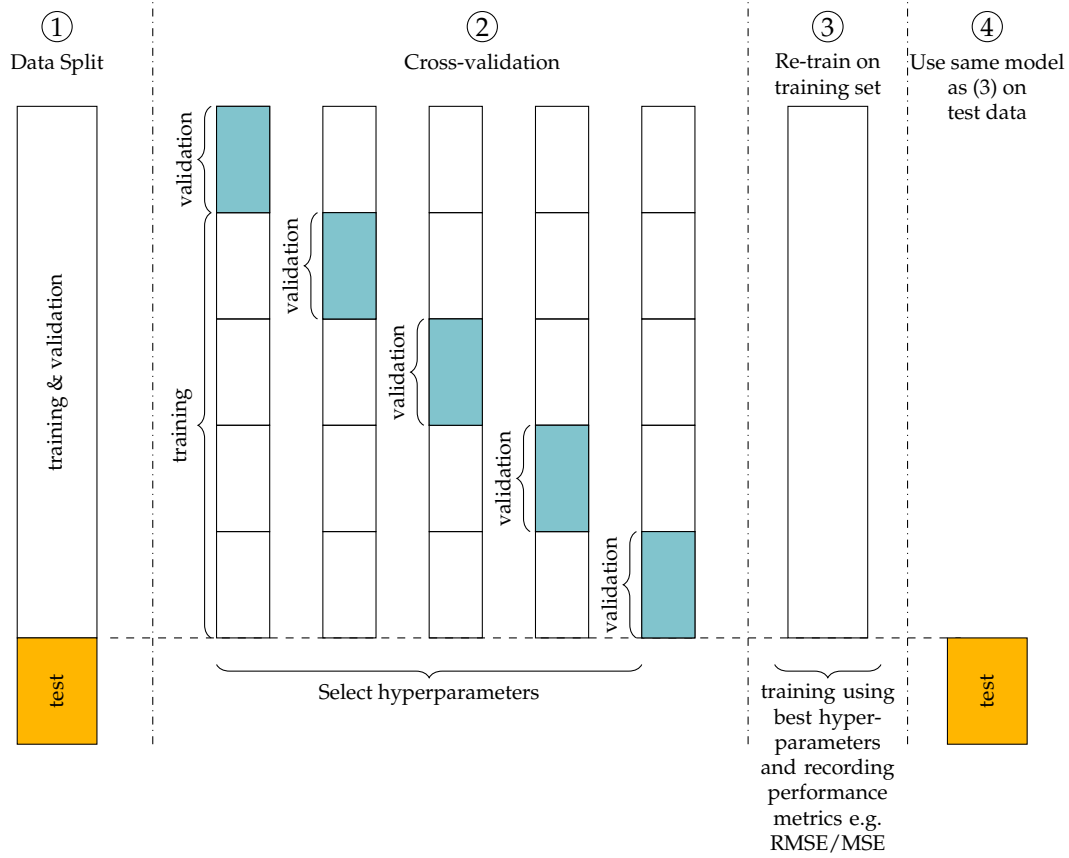 1
Data Split
training & validation
test
2
Cross-validation
validation
training
validation
validation
validation
validation
Select hyperparameters
3
Re-train on
training set
training using
best hyper-
parameters
and recording
performance
metrics e.g.
RMSE/MSE
4
Use same model
as (3) on
test data
test